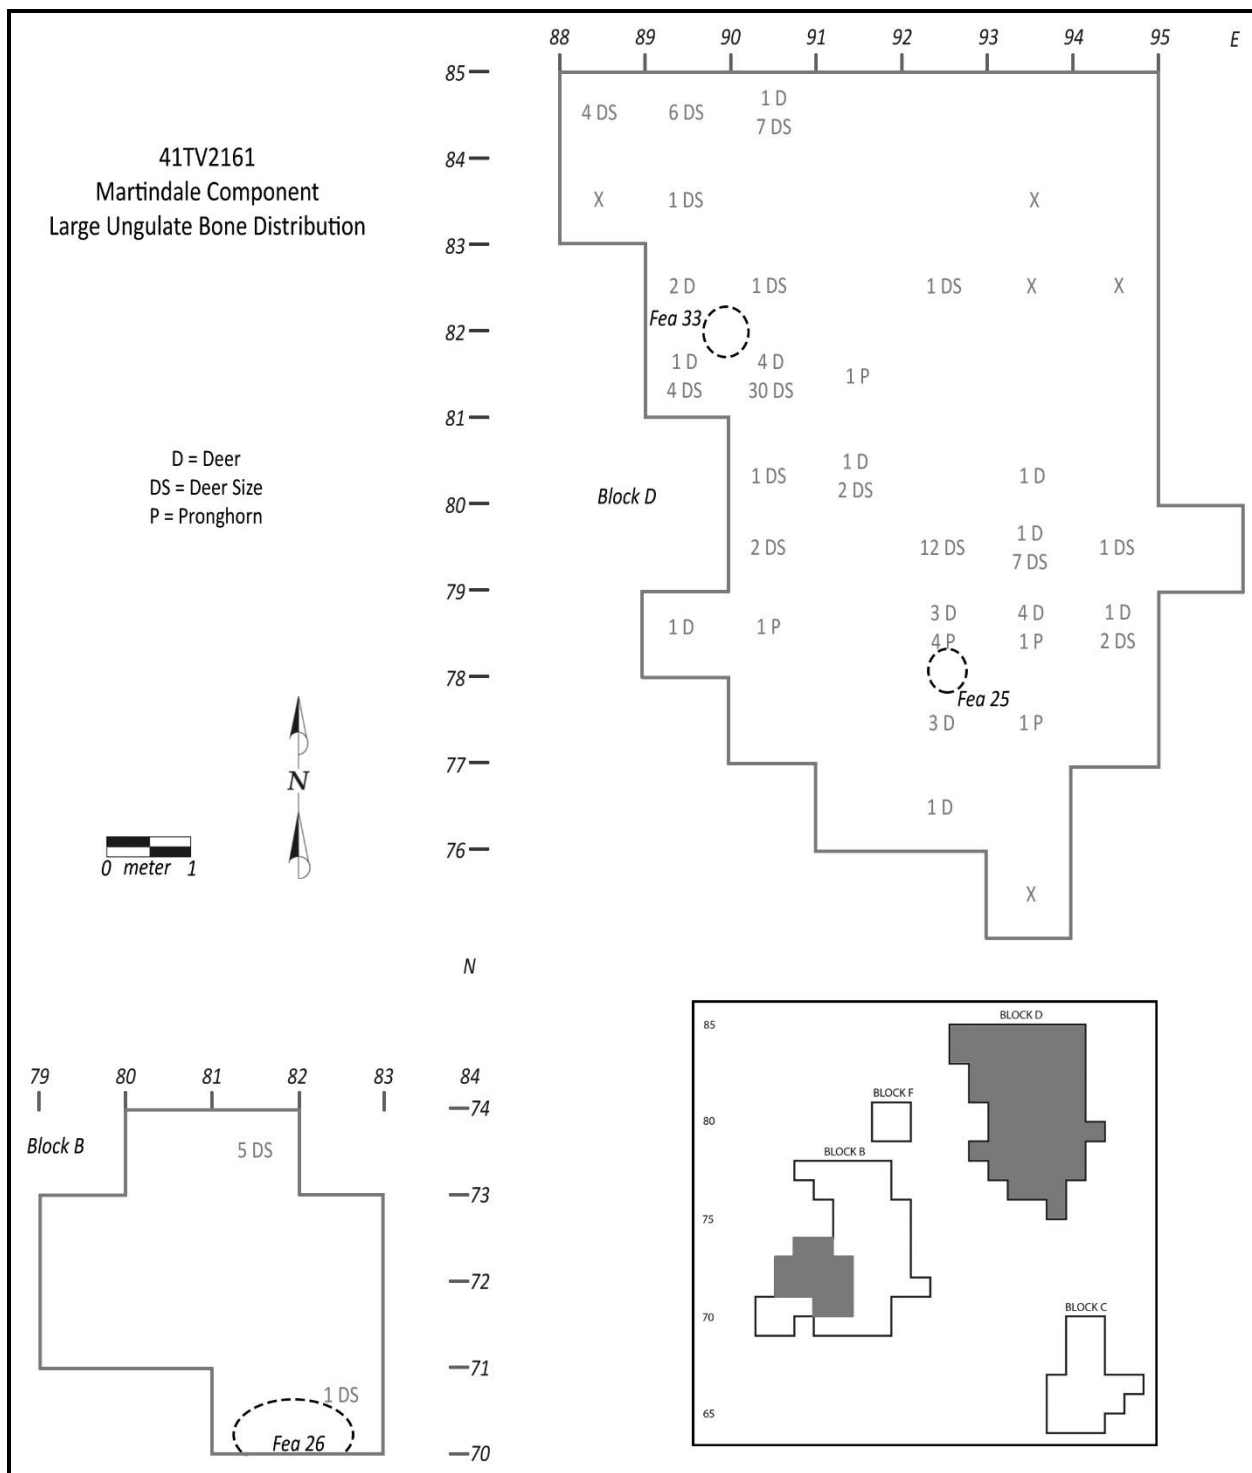 88 89 90 91 92 93 94 95 E
85
1 D
4 DS 6 DS 7 DS
41TV2161
Martindale Component
Large Ungulate Bone Distribution
84
X 1 DS X
83
2 D 1 DS 1 DS X X
Fea 33
82
1 D 4 D
1 P
4 DS 30 DS
81
D = Deer
DS = Deer Size
P = Pronghorn
1 D
1 DS 1 D
2 DS
Block D
80
1 D
2 DS 12 DS 1 DS
7 DS
79
3 D 4 D 1 D
1 D 1 P
4 P 1 P 2 DS
78
Fea 25
3 D 1 P
77
N
1 D
76
0 meter 1
X
N
79 80 81 82 83 84
74
Block B
5 DS
73
72
71
1 DS
Fea 26
70
85
BLOCK D
BLOCK F
80
BLOCK B
75
70
BLOCK C
65